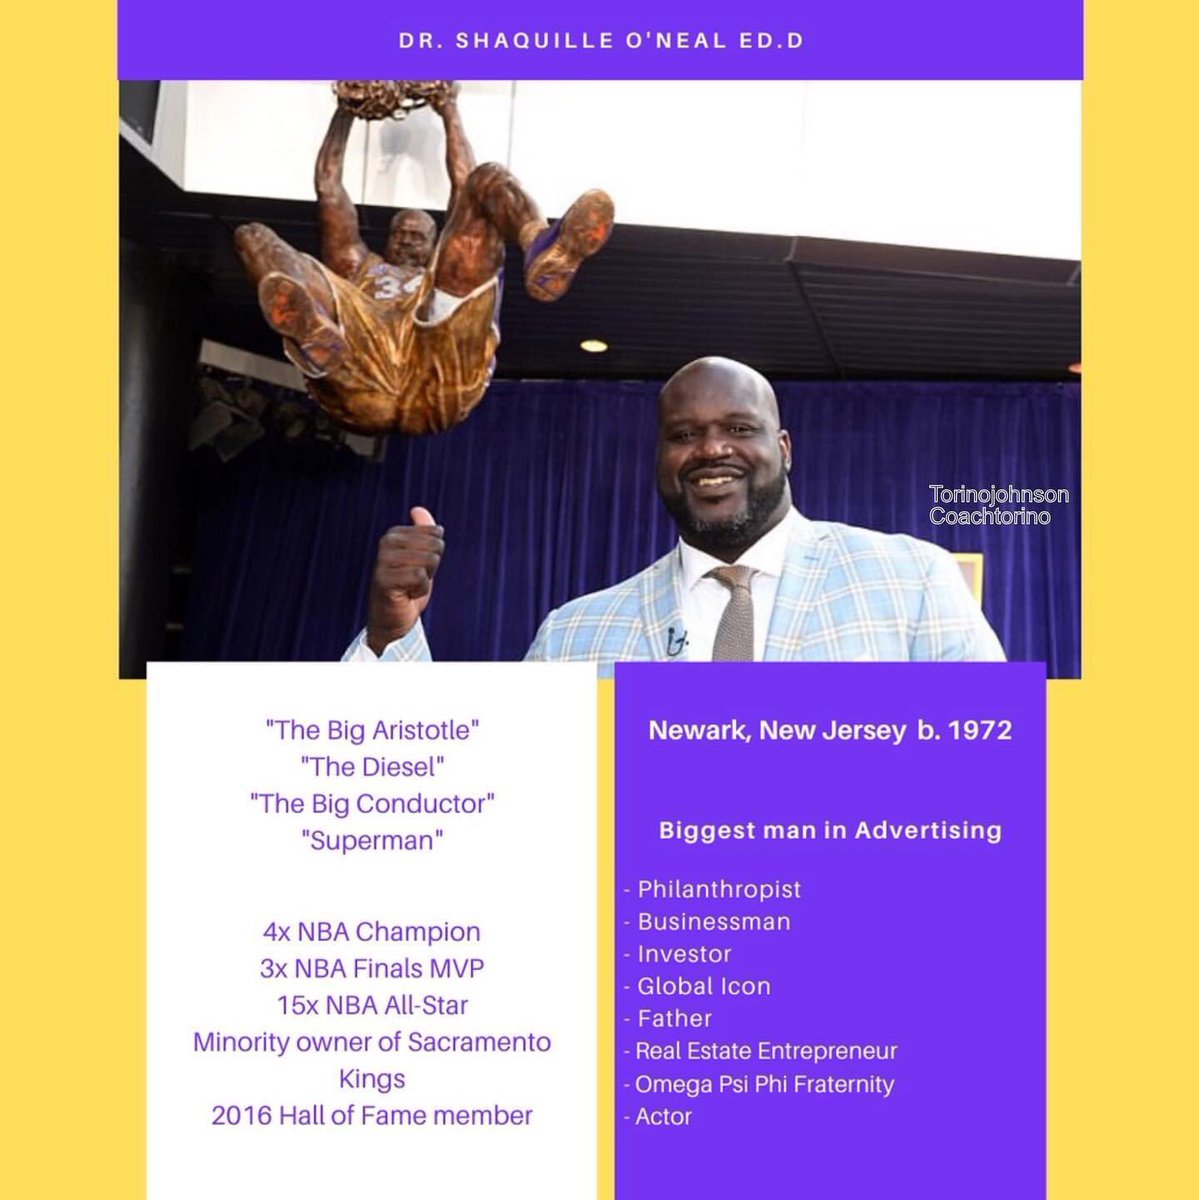 DR. SHAQUILLE O'NEAL ED.D
34
Torinojohnson
Coachtorino
"The Big Aristotle"
"The Diesel"
"The Big Conductor"
"Superman"
4x NBA Champion
3x NBA Finals MVP
15x NBA All-Star
Minority owner of Sacramento
Kings
2016 Hall of Fame member
Newark, New Jersey b. 1972
Biggest man in Advertising
- Philanthropist
- Businessman
- Investor
- Global Icon
- Father
- Real Estate Entrepreneur
- Omega Psi Phi Fraternity
- Actor